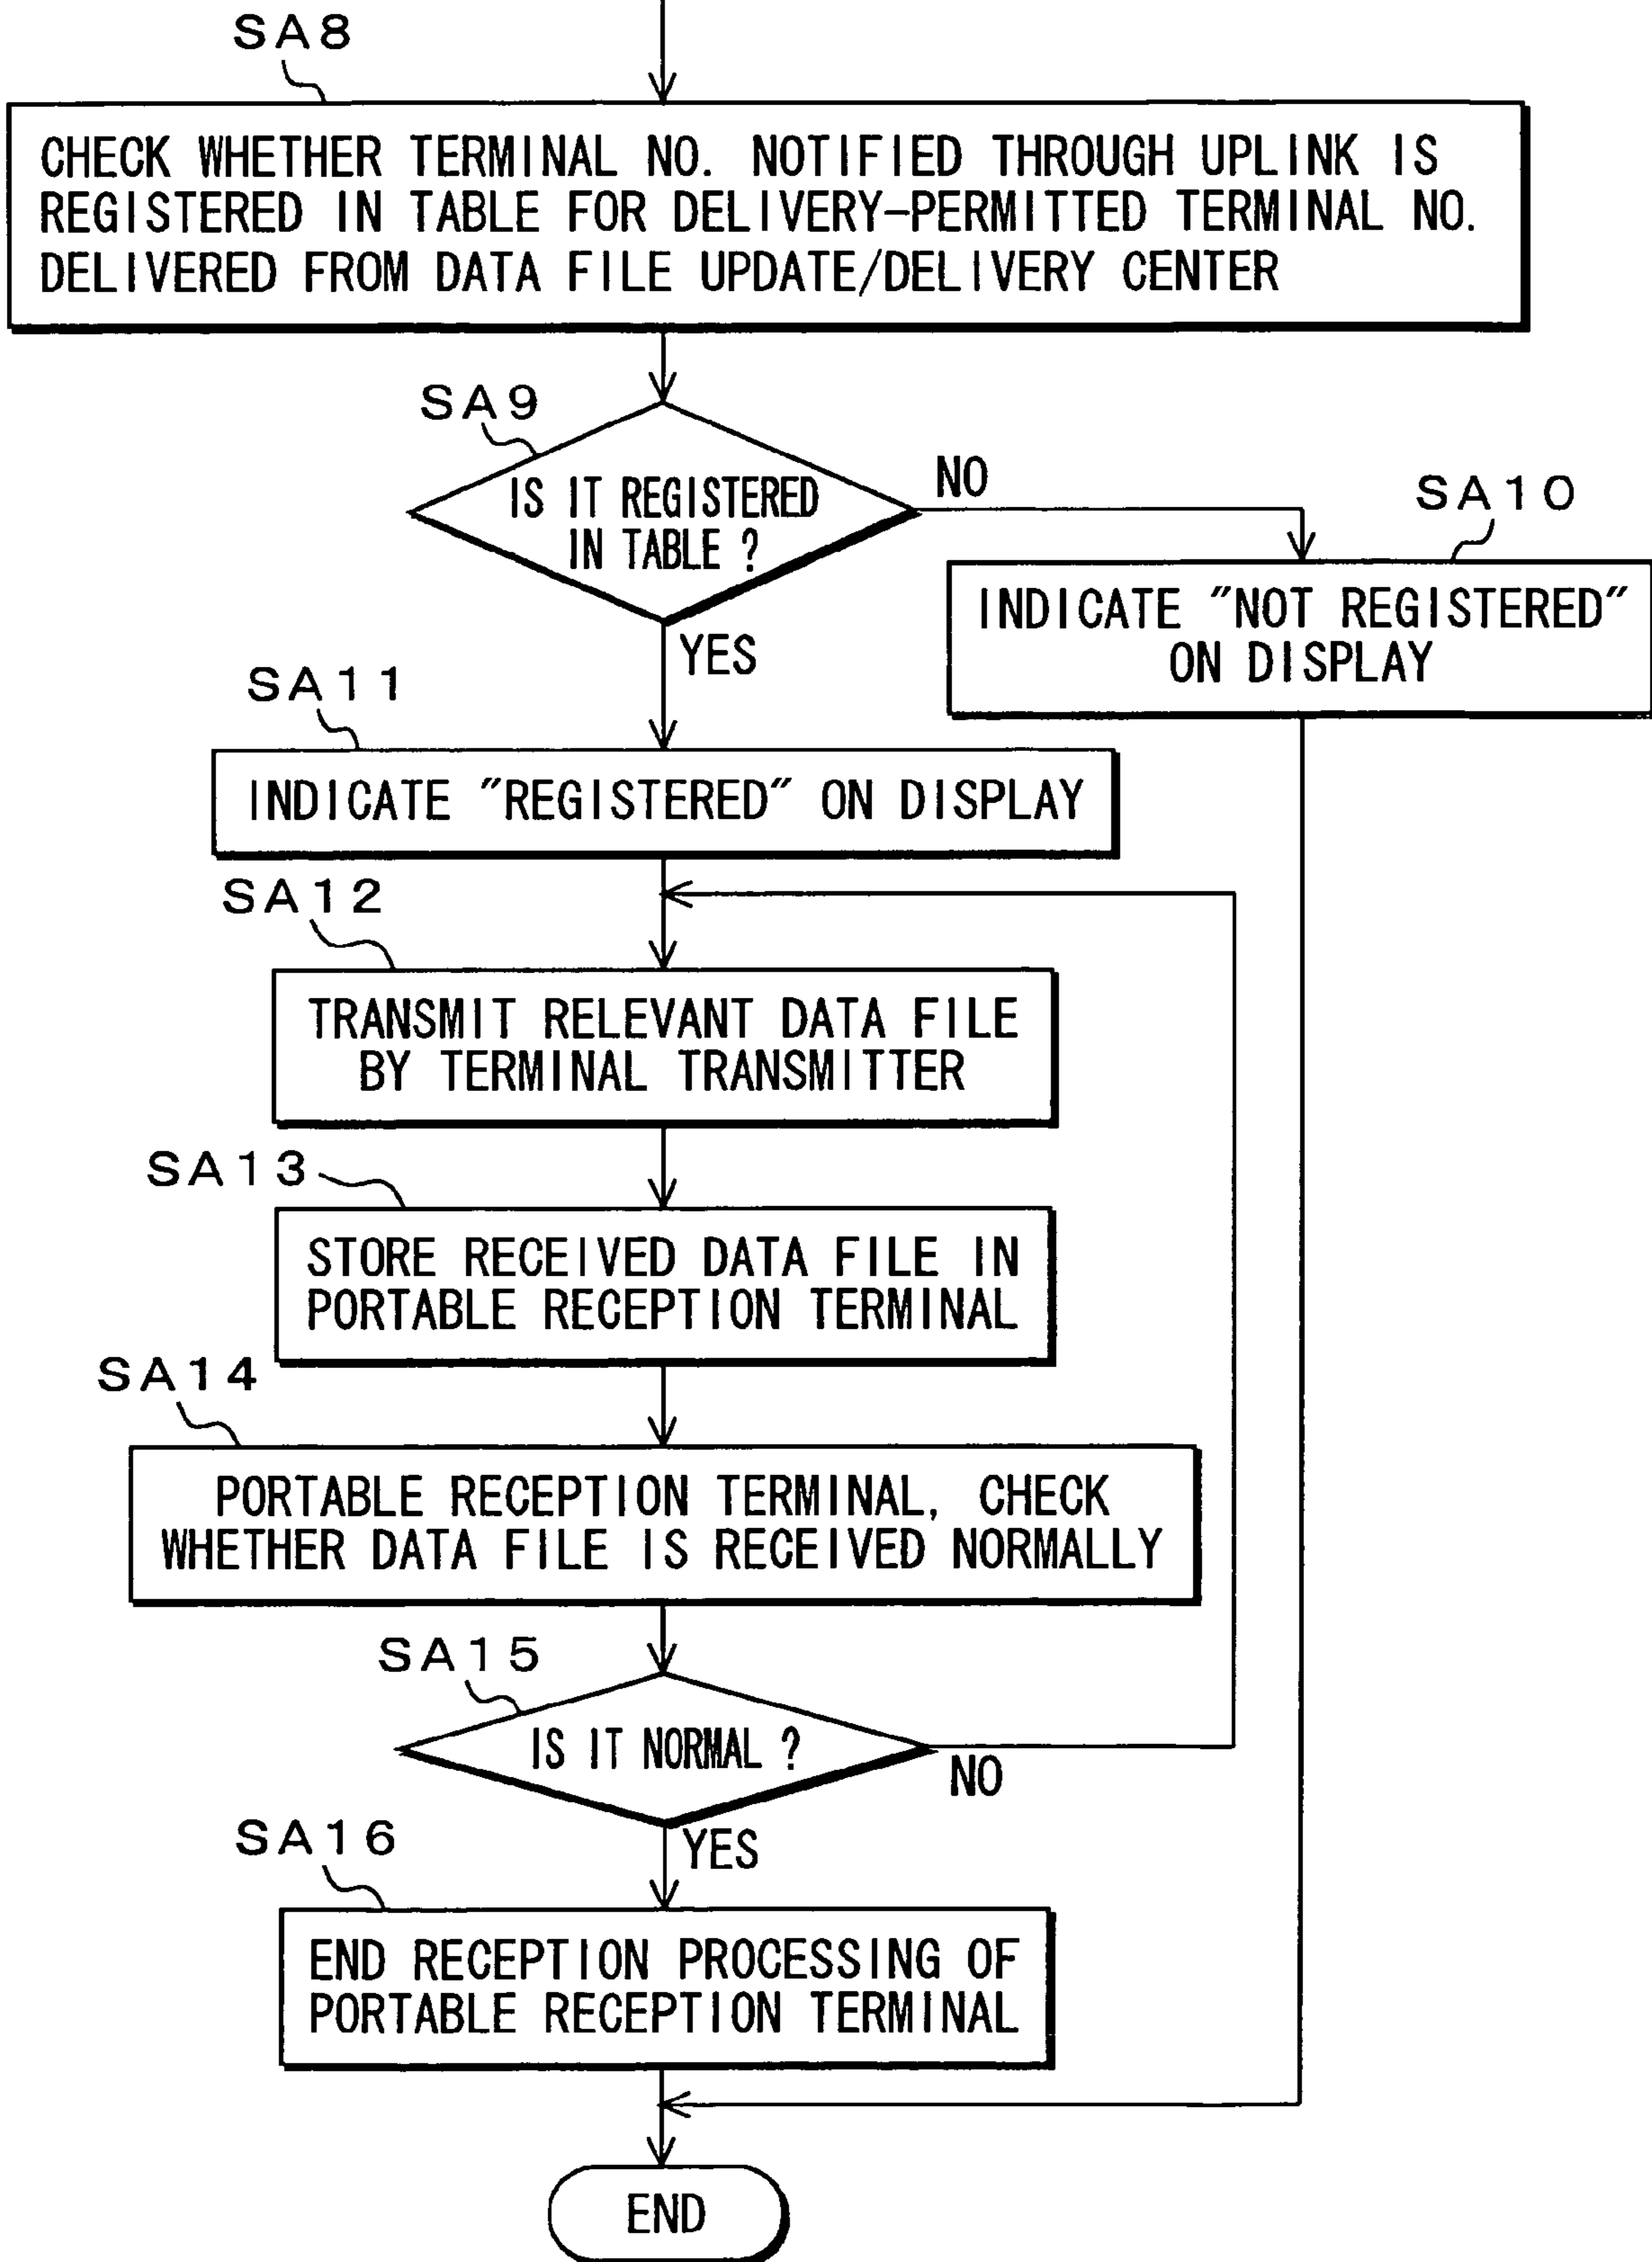 SA8
CHECK WHETHER TERMINAL NO. NOTIFIED THROUGH UPLINK IS
REGISTERED IN TABLE FOR DELIVERY-PERMITTED TERMINAL NO.
DELIVERED FROM DATA FILE UPDATE/DELIVERY CENTER
SA9
IS IT REGISTERED
IN TABLE ?
NO
SA10
INDICATE "NOT REGISTERED"
ON DISPLAY
YES
SA11
INDICATE "REGISTERED" ON DISPLAY
SA12
TRANSMIT RELEVANT DATA FILE
BY TERMINAL TRANSMITTER
SA13
STORE RECEIVED DATA FILE IN
PORTABLE RECEPTION TERMINAL
SA14
PORTABLE RECEPTION TERMINAL, CHECK
WHETHER DATA FILE IS RECEIVED NORMALLY
SA15
IS IT NORMAL ?
NO
YES
SA16
END RECEPTION PROCESSING OF
PORTABLE RECEPTION TERMINAL
END